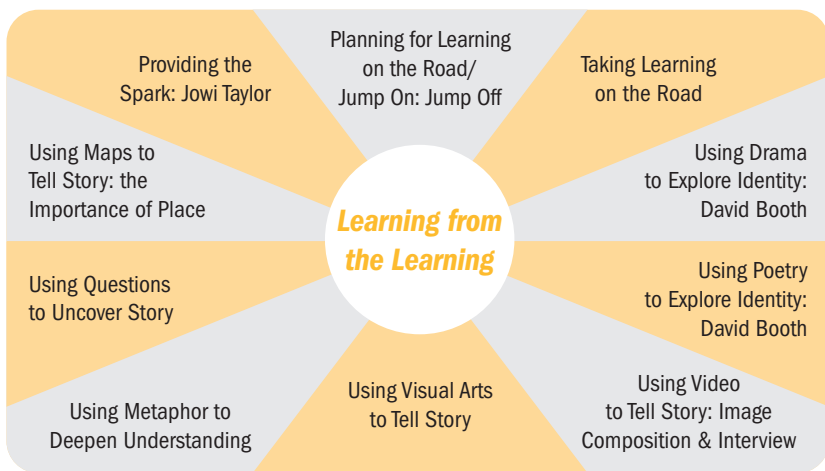 Planning for Learning
on the Road/
Jump On: Jump Off
Taking Learning
on the Road
Using Drama
to Explore Identity:
David Booth
Using Poetry
to Explore Identity:
David Booth
Using Video
to Tell Story: Image
Composition & Interview
Using Visual Arts
to Tell Story
Using Metaphor to
Deepen Understanding
Using Questions
to Uncover Story
Using Maps to
Tell Story: the
Importance of Place
Providing the
Spark: Jowi Taylor
Learning from
the Learning